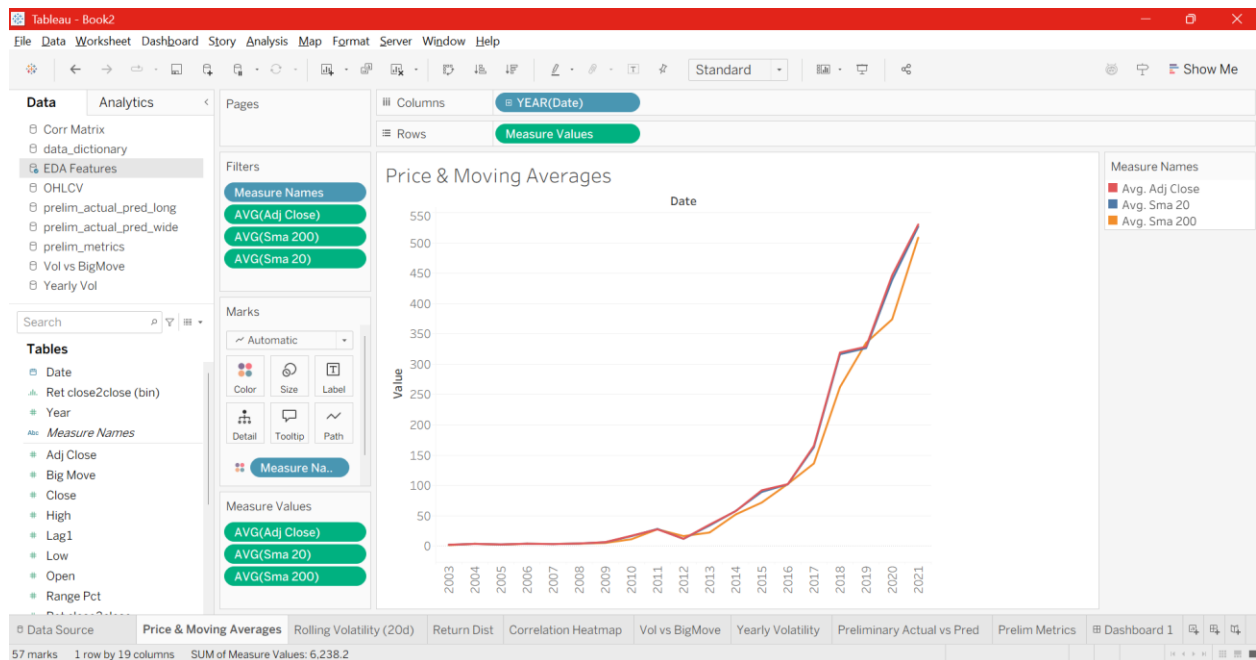 Tableau - Book2
File Data Worksheet Dashboard Story Analysis Map Format Server Window Help
Standard
Show Me
Data Analytics
Corr Matrix
data_dictionary
EDA Features
OHLCV
prelim_actual_pred_long
prelim_actual_pred_wide
prelim_metrics
Vol vs BigMove
Yearly Vol
Search
Tables
Date
Ret close2close (bin)
# Year
Abc Measure Names
# Adj Close
# Big Move
# Close
# High
# Lag1
# Low
# Open
# Range Pct
Pages
Filters
Measure Names
AVG(Adj Close)
AVG(Sma 200)
AVG(Sma 20)
Marks
Automatic
Color Size Label
Detail Tooltip Path
Measure Na..
Measure Values
AVG(Adj Close)
AVG(Sma 20)
AVG(Sma 200)
Columns YEAR(Date)
Rows Measure Values
Price & Moving Averages
Date
Value
550
500
450
400
350
300
250
200
150
100
50
0
2003 2004 2005 2006 2007 2008 2009 2010 2011 2012 2013 2014 2015 2016 2017 2018 2019 2020 2021
Measure Names
Avg. Adj Close
Avg. Sma 20
Avg. Sma 200
Data Source Price & Moving Averages Rolling Volatility (20d) Return Dist Correlation Heatmap Vol vs BigMove Yearly Volatility Preliminary Actual vs Pred Prelim Metrics Dashboard 1
57 marks 1 row by 19 columns SUM of Measure Values: 6,238.2